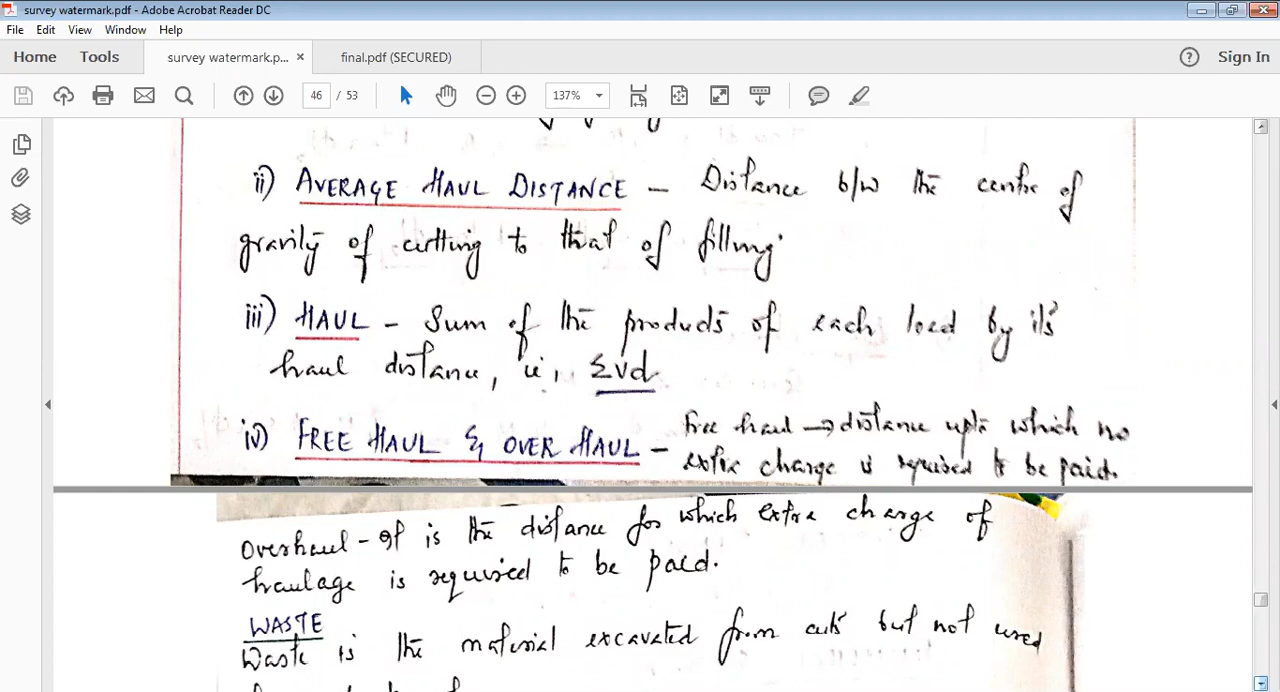 survey watermark.pdf - Adobe Acrobat Reader DC
File Edit View Window Help
Home Tools survey watermark.p... × final.pdf (SECURED) Sign In
46 / 53 137%
ii) AVERAGE HAUL DISTANCE - Distance b/w the centre of
gravity of cutting to that of filling
iii) HAUL - Sum of the products of each load by its
haul distance, ie, Σvd
iv) FREE HAUL & OVER HAUL - Free haul → distance upto which no
extra charge is required to be paid.
Overhaul - It is the distance for which extra charge of
haulage is required to be paid.
WASTE
Waste is the material excavated from cuts but not used